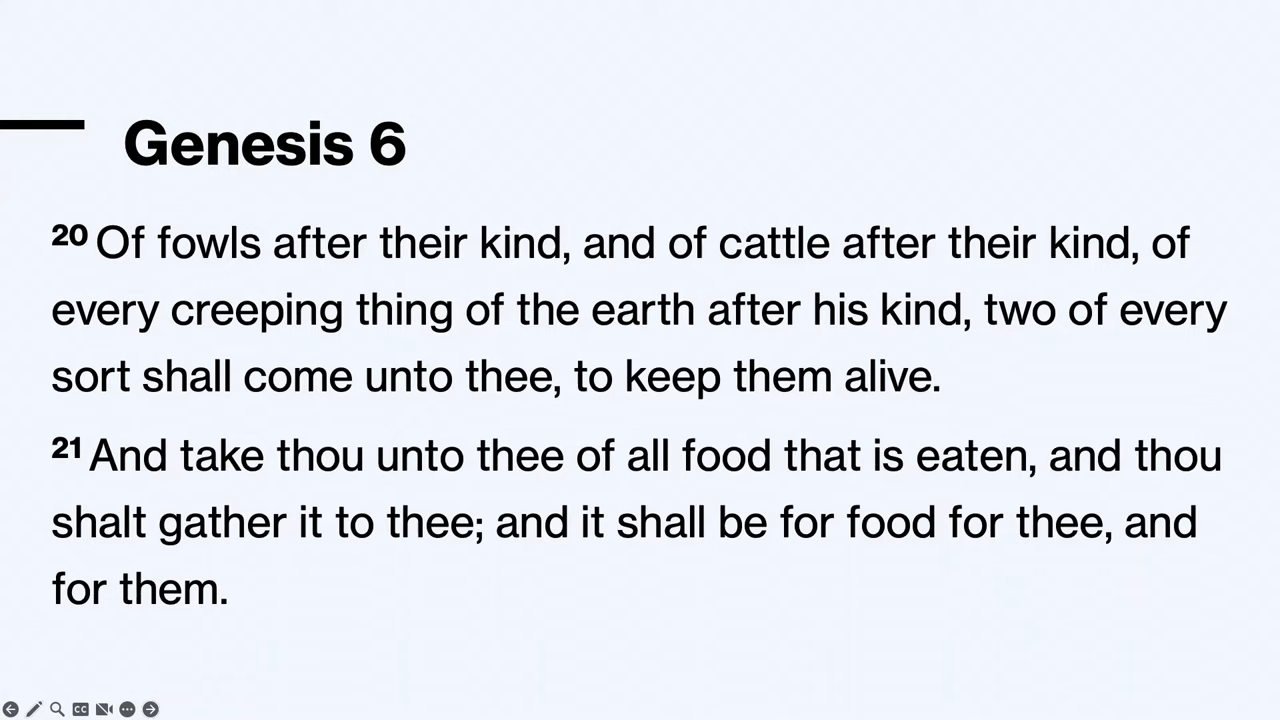 Genesis 6
20 Of fowls after their kind, and of cattle after their kind, of
every creeping thing of the earth after his kind, two of every
sort shall come unto thee, to keep them alive.
21 And take thou unto thee of all food that is eaten, and thou
shalt gather it to thee; and it shall be for food for thee, and
for them.
CC